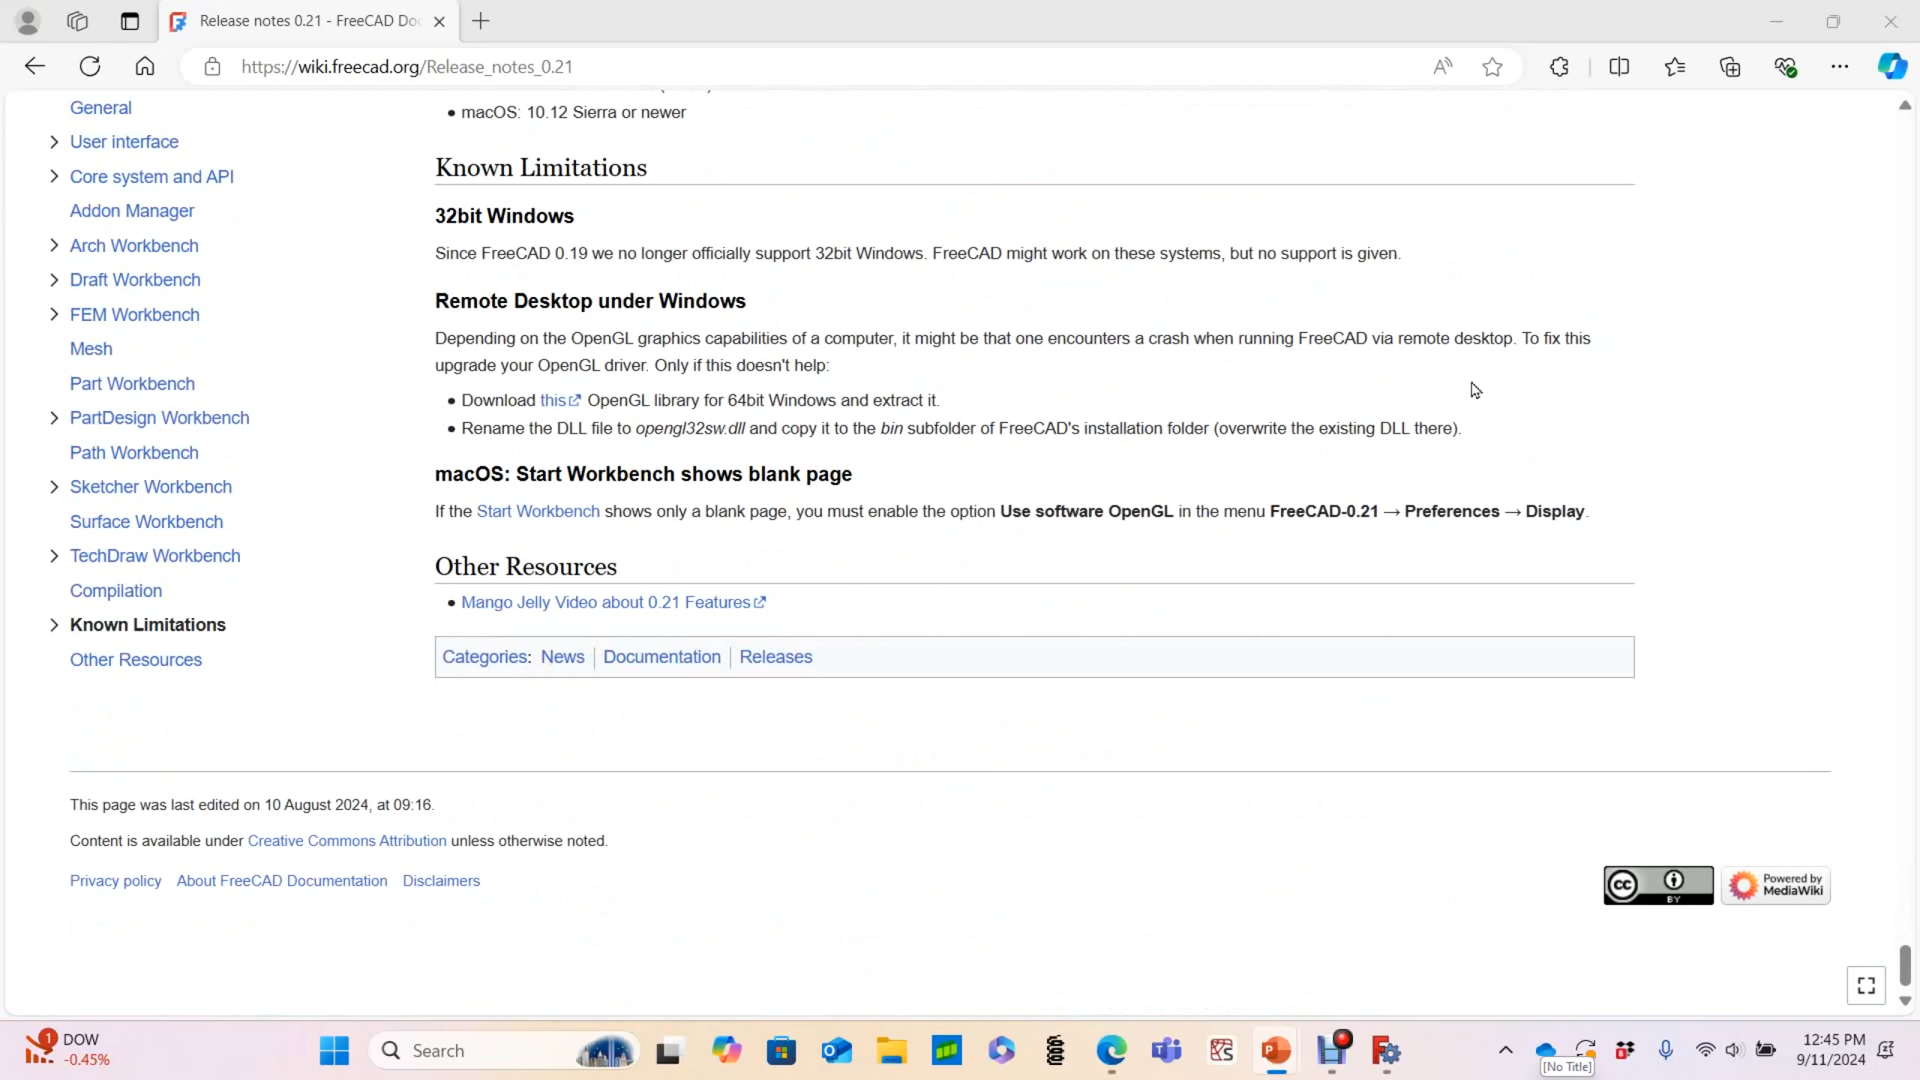 Release notes 0.21 - FreeCAD Doc
https://wiki.freecad.org/Release_notes_0.21
General
User interface
Core system and API
Addon Manager
Arch Workbench
Draft Workbench
FEM Workbench
Mesh
Part Workbench
PartDesign Workbench
Path Workbench
Sketcher Workbench
Surface Workbench
TechDraw Workbench
Compilation
Known Limitations
Other Resources
• macOS: 10.12 Sierra or newer
Known Limitations
32bit Windows
Since FreeCAD 0.19 we no longer officially support 32bit Windows. FreeCAD might work on these systems, but no support is given.
Remote Desktop under Windows
Depending on the OpenGL graphics capabilities of a computer, it might be that one encounters a crash when running FreeCAD via remote desktop. To fix this
upgrade your OpenGL driver. Only if this doesn't help:
• Download this OpenGL library for 64bit Windows and extract it.
• Rename the DLL file to opengl32sw.dll and copy it to the bin subfolder of FreeCAD's installation folder (overwrite the existing DLL there).
macOS: Start Workbench shows blank page
If the Start Workbench shows only a blank page, you must enable the option Use software OpenGL in the menu FreeCAD-0.21 → Preferences → Display.
Other Resources
• Mango Jelly Video about 0.21 Features
Categories: News | Documentation | Releases
This page was last edited on 10 August 2024, at 09:16.
Content is available under Creative Commons Attribution unless otherwise noted.
Privacy policy About FreeCAD Documentation Disclaimers
cc BY
Powered by
MediaWiki
1
DOW
-0.45%
Search
[No Title]
12:45 PM
9/11/2024